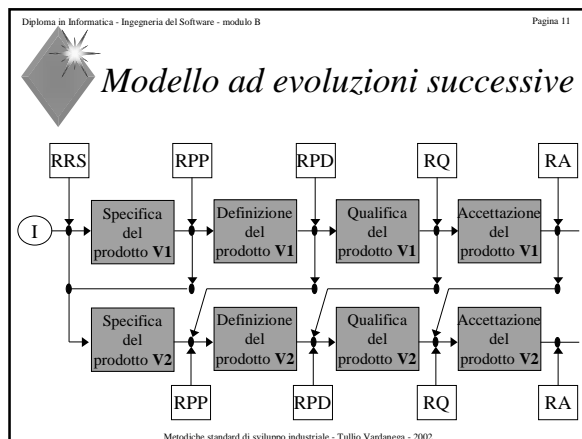 Diploma in Informatica - Ingegneria del Software - modulo B
Pagina 11
Modello ad evoluzioni successive
RRS
RPP
RPD
RQ
RA
I
Specifica
del
prodotto V1
Definizione
del
prodotto V1
Qualifica
del
prodotto V1
Accettazione
del
prodotto V1
Specifica
del
prodotto V2
Definizione
del
prodotto V2
Qualifica
del
prodotto V2
Accettazione
del
prodotto V2
RPP
RPD
RQ
RA
Metodiche standard di sviluppo industriale - Tullio Vardanega - 2002